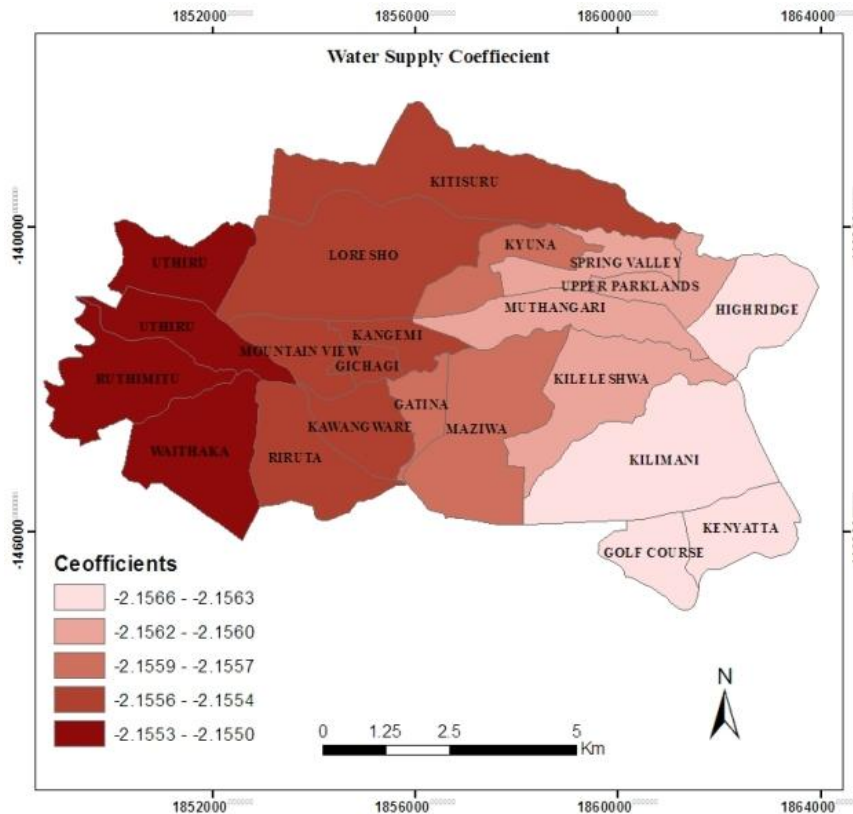 1852000 1856000 1860000 1864000
Water Supply Coeffiecient
KITISURU
-140000
UTHIRU
LORESHO
KYUNA
SPRING VALLEY
UPPER PARKLANDS
MUTHANGARI
HIGHRIDGE
UTHIRU
KANGEMI
MOUNTAIN VIEW
GICHAGI
RUTHIMITU
KILELESHWA
GATINA
KAWANGWARE
MAZIWA
WAITHAKA
RIRUTA
KILIMANI
-146000
KENYATTA
GOLF COURSE
Ceofficients
-2.1566 - -2.1563
-2.1562 - -2.1560
-2.1559 - -2.1557
-2.1556 - -2.1554
-2.1553 - -2.1550
N
0 1.25 2.5 5
Km
1852000 1856000 1860000 1864000